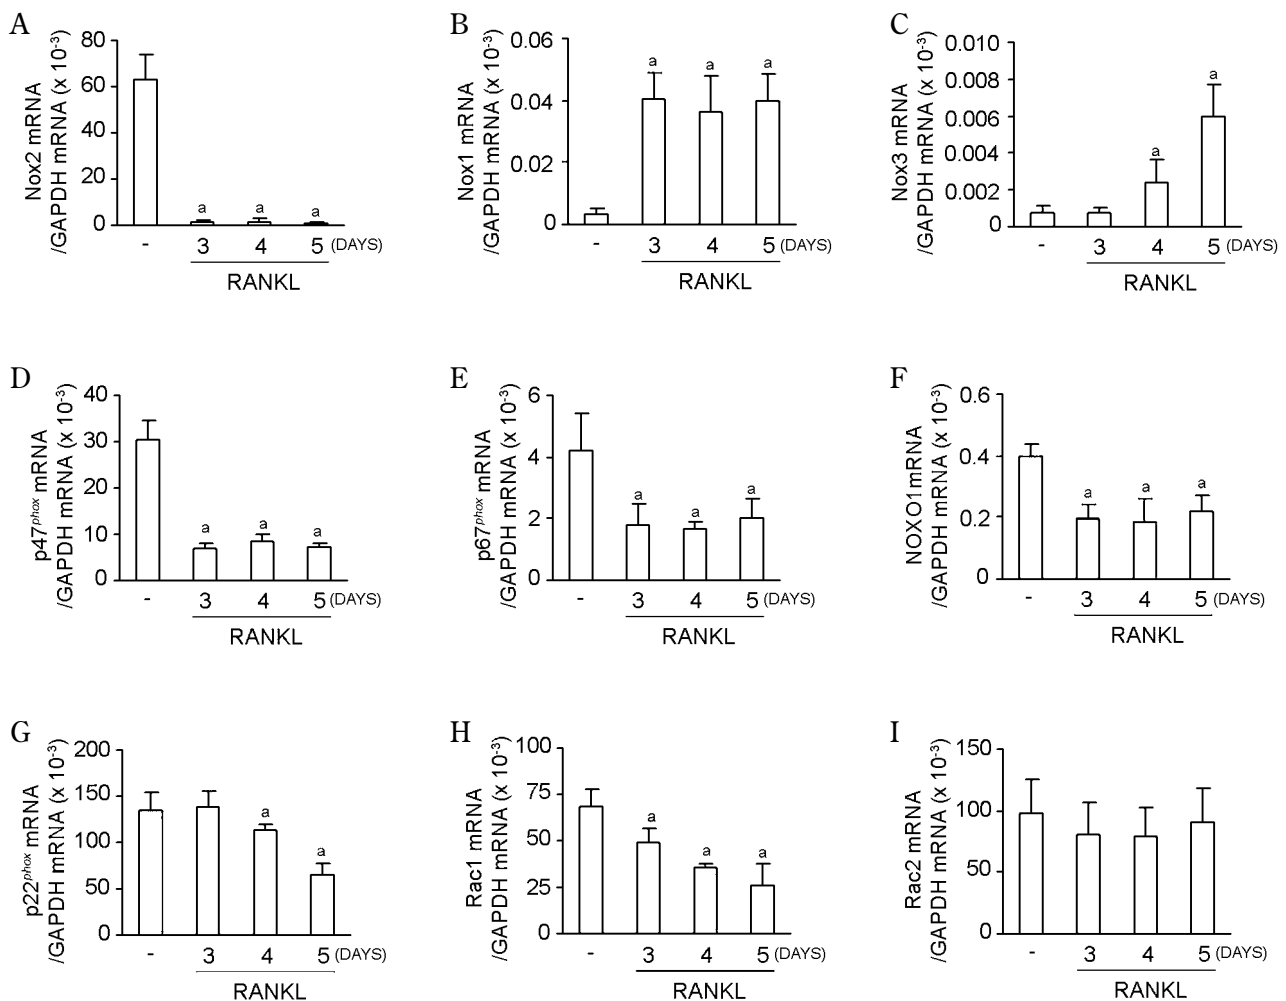 A
Nox2 mRNA
/GAPDH mRNA (x 10-3)
80
60
40
20
0
a a a
- 3 4 5 (DAYS)
RANKL
B
Nox1 mRNA
/GAPDH mRNA (x 10-3)
0.06
0.04
0.02
0
a a a
- 3 4 5 (DAYS)
RANKL
C
Nox3 mRNA
/GAPDH mRNA (x 10-3)
0.010
0.008
0.006
0.004
0.002
0
a a
- 3 4 5 (DAYS)
RANKL
D
p47phox mRNA
/GAPDH mRNA (x 10-3)
40
30
20
10
0
a a a
- 3 4 5 (DAYS)
RANKL
E
p67phox mRNA
/GAPDH mRNA (x 10-3)
6
4
2
0
a a a
- 3 4 5 (DAYS)
RANKL
F
NOXO1 mRNA
/GAPDH mRNA (x 10-3)
0.6
0.4
0.2
0
a a a
- 3 4 5 (DAYS)
RANKL
G
p22phox mRNA
/GAPDH mRNA (x 10-3)
200
150
100
50
0
a a
- 3 4 5 (DAYS)
RANKL
H
Rac1 mRNA
/GAPDH mRNA (x 10-3)
100
75
50
25
0
a a a
- 3 4 5 (DAYS)
RANKL
I
Rac2 mRNA
/GAPDH mRNA (x 10-3)
150
100
50
0
- 3 4 5 (DAYS)
RANKL